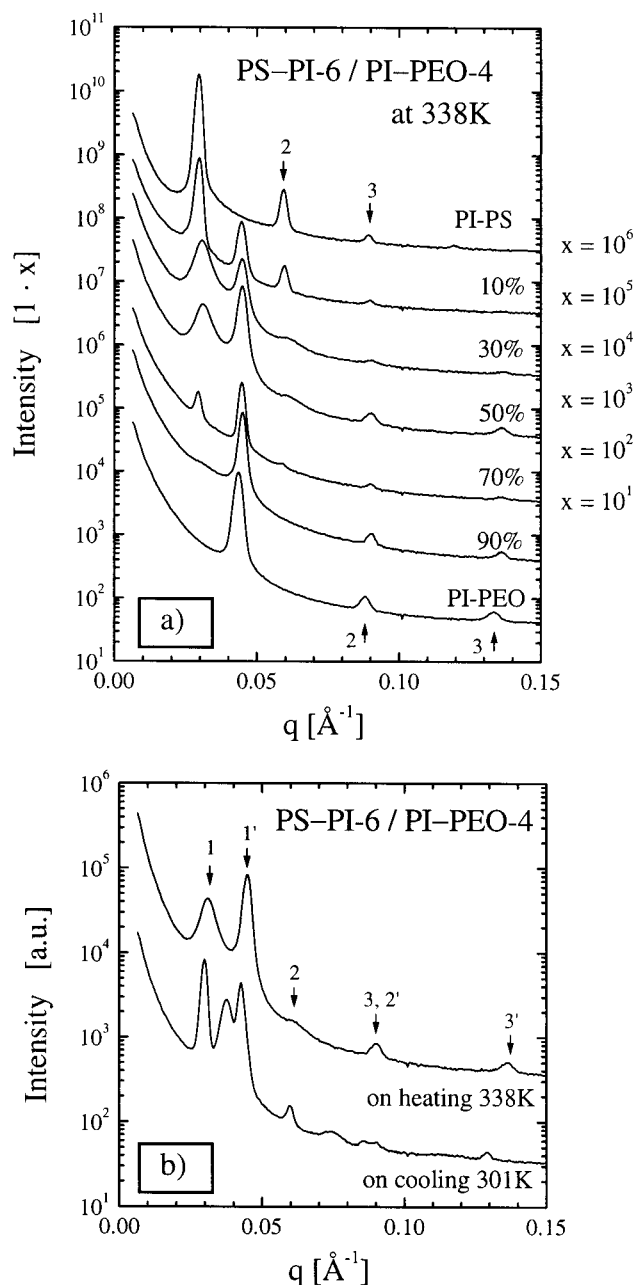 10¹¹
PS–PI-6 / PI–PEO-4
at 338K
10¹⁰
10⁹
2
3
10⁸
PI-PS
x = 10⁶
10⁷
10%
x = 10⁵
10⁶
30%
x = 10⁴
50%
x = 10³
10⁵
70%
x = 10²
10⁴
90%
x = 10¹
10³
PI-PEO
10²
a)
2
3
10¹
0.00 0.05 0.10 0.15
Intensity [1 · x]
q [Å⁻¹]
10⁶
PS–PI-6 / PI–PEO-4
1
1'
10⁵
2
3, 2'
3'
10⁴
10³
on heating 338K
10²
b)
on cooling 301K
10¹
0.00 0.05 0.10 0.15
Intensity [a.u.]
q [Å⁻¹]